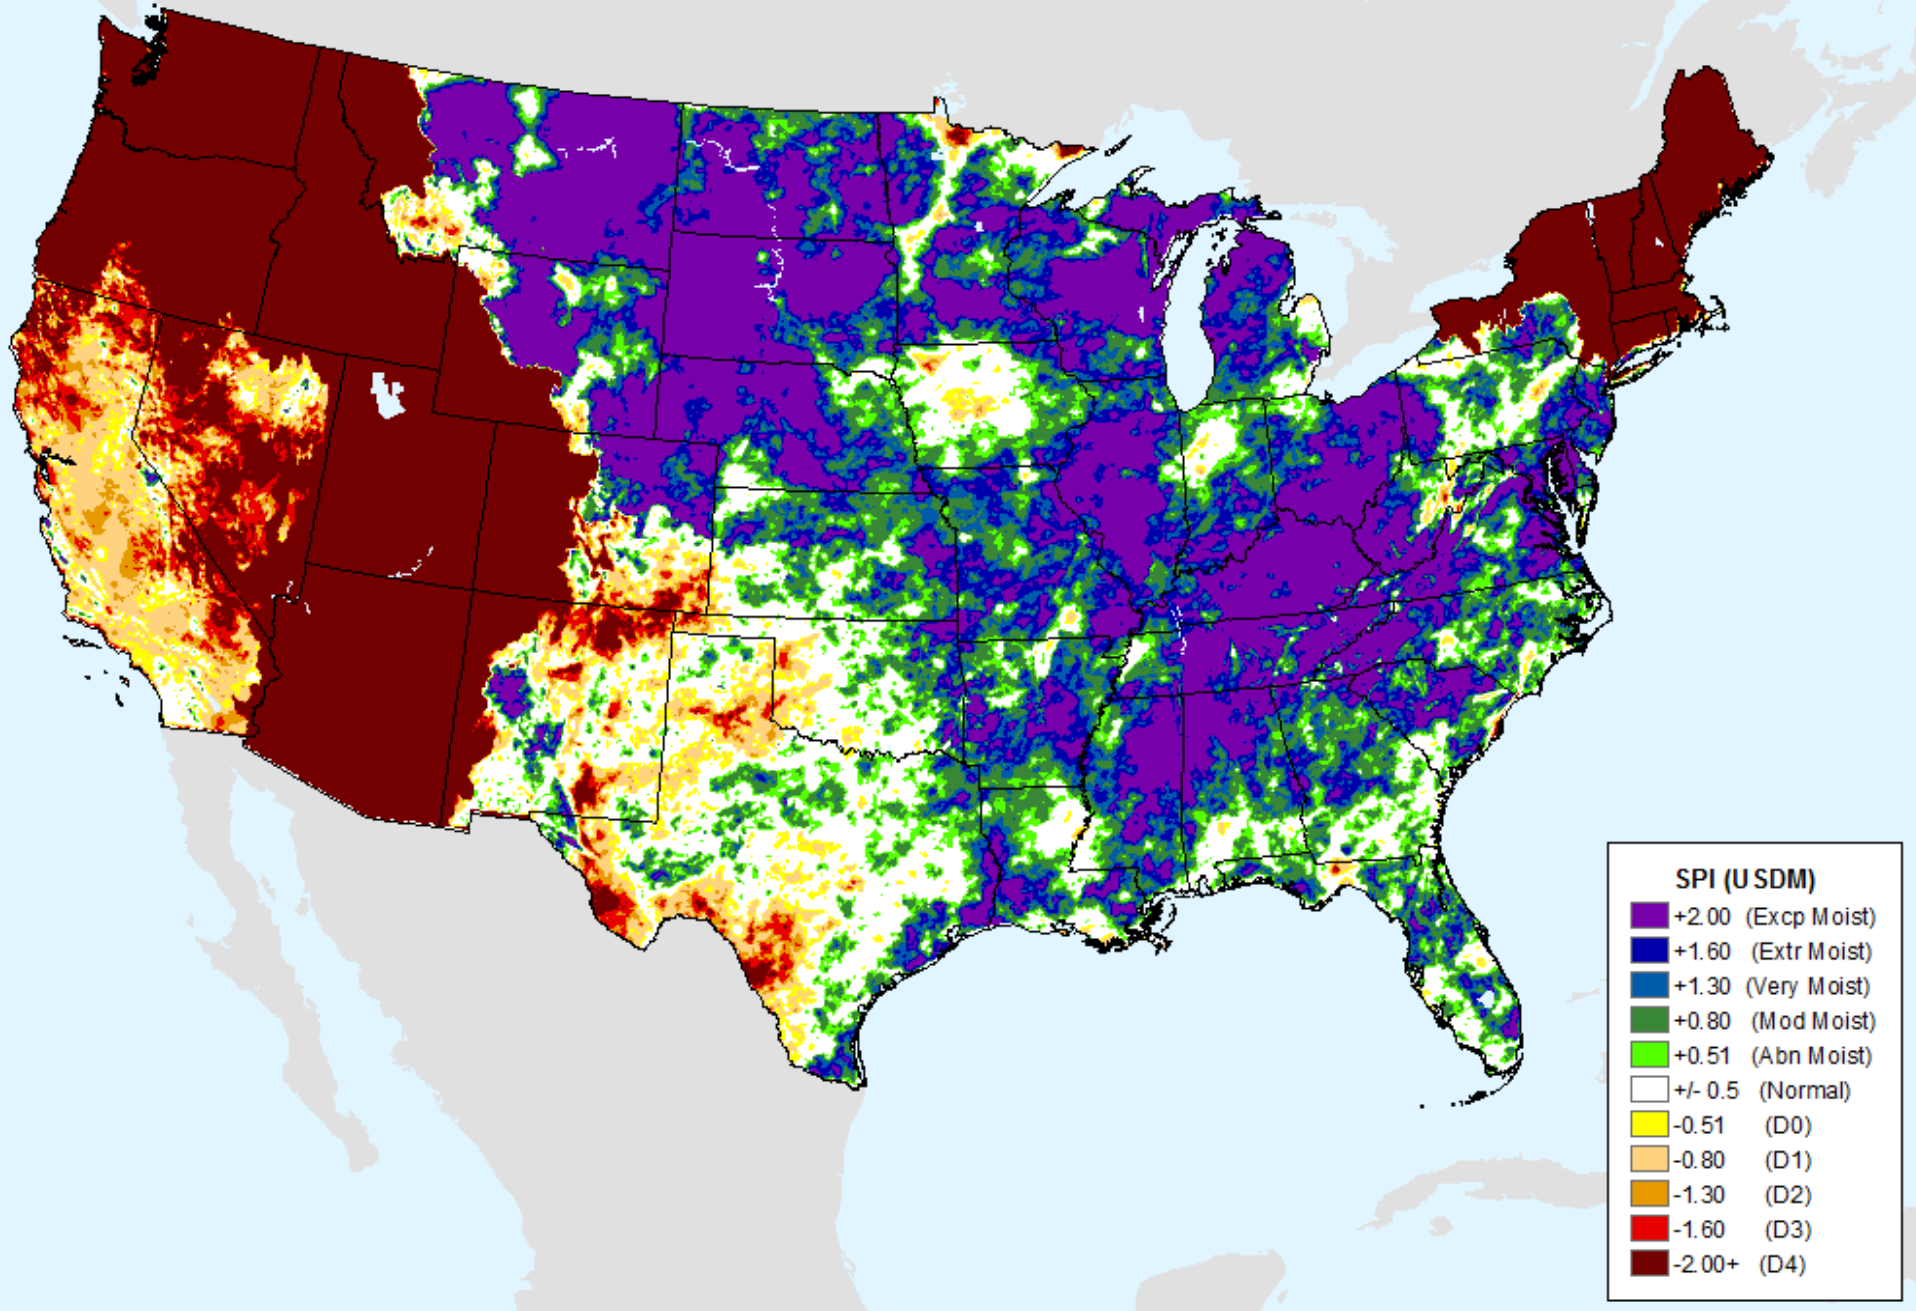 SPI (USDM)
+2.00 (Excp Moist)
+1.60 (Extr Moist)
+1.30 (Very Moist)
+0.80 (Mod Moist)
+0.51 (Abn Moist)
+/- 0.5 (Normal)
-0.51 (D0)
-0.80 (D1)
-1.30 (D2)
-1.60 (D3)
-2.00+ (D4)